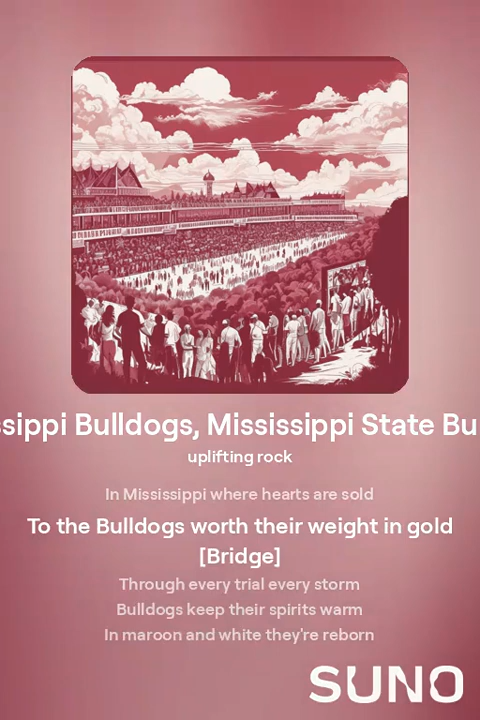 ssippi Bulldogs, Mississippi State Bu
uplifting rock
In Mississippi where hearts are sold
To the Bulldogs worth their weight in gold
[Bridge]
Through every trial every storm
Bulldogs keep their spirits warm
In maroon and white they're reborn
SUNO